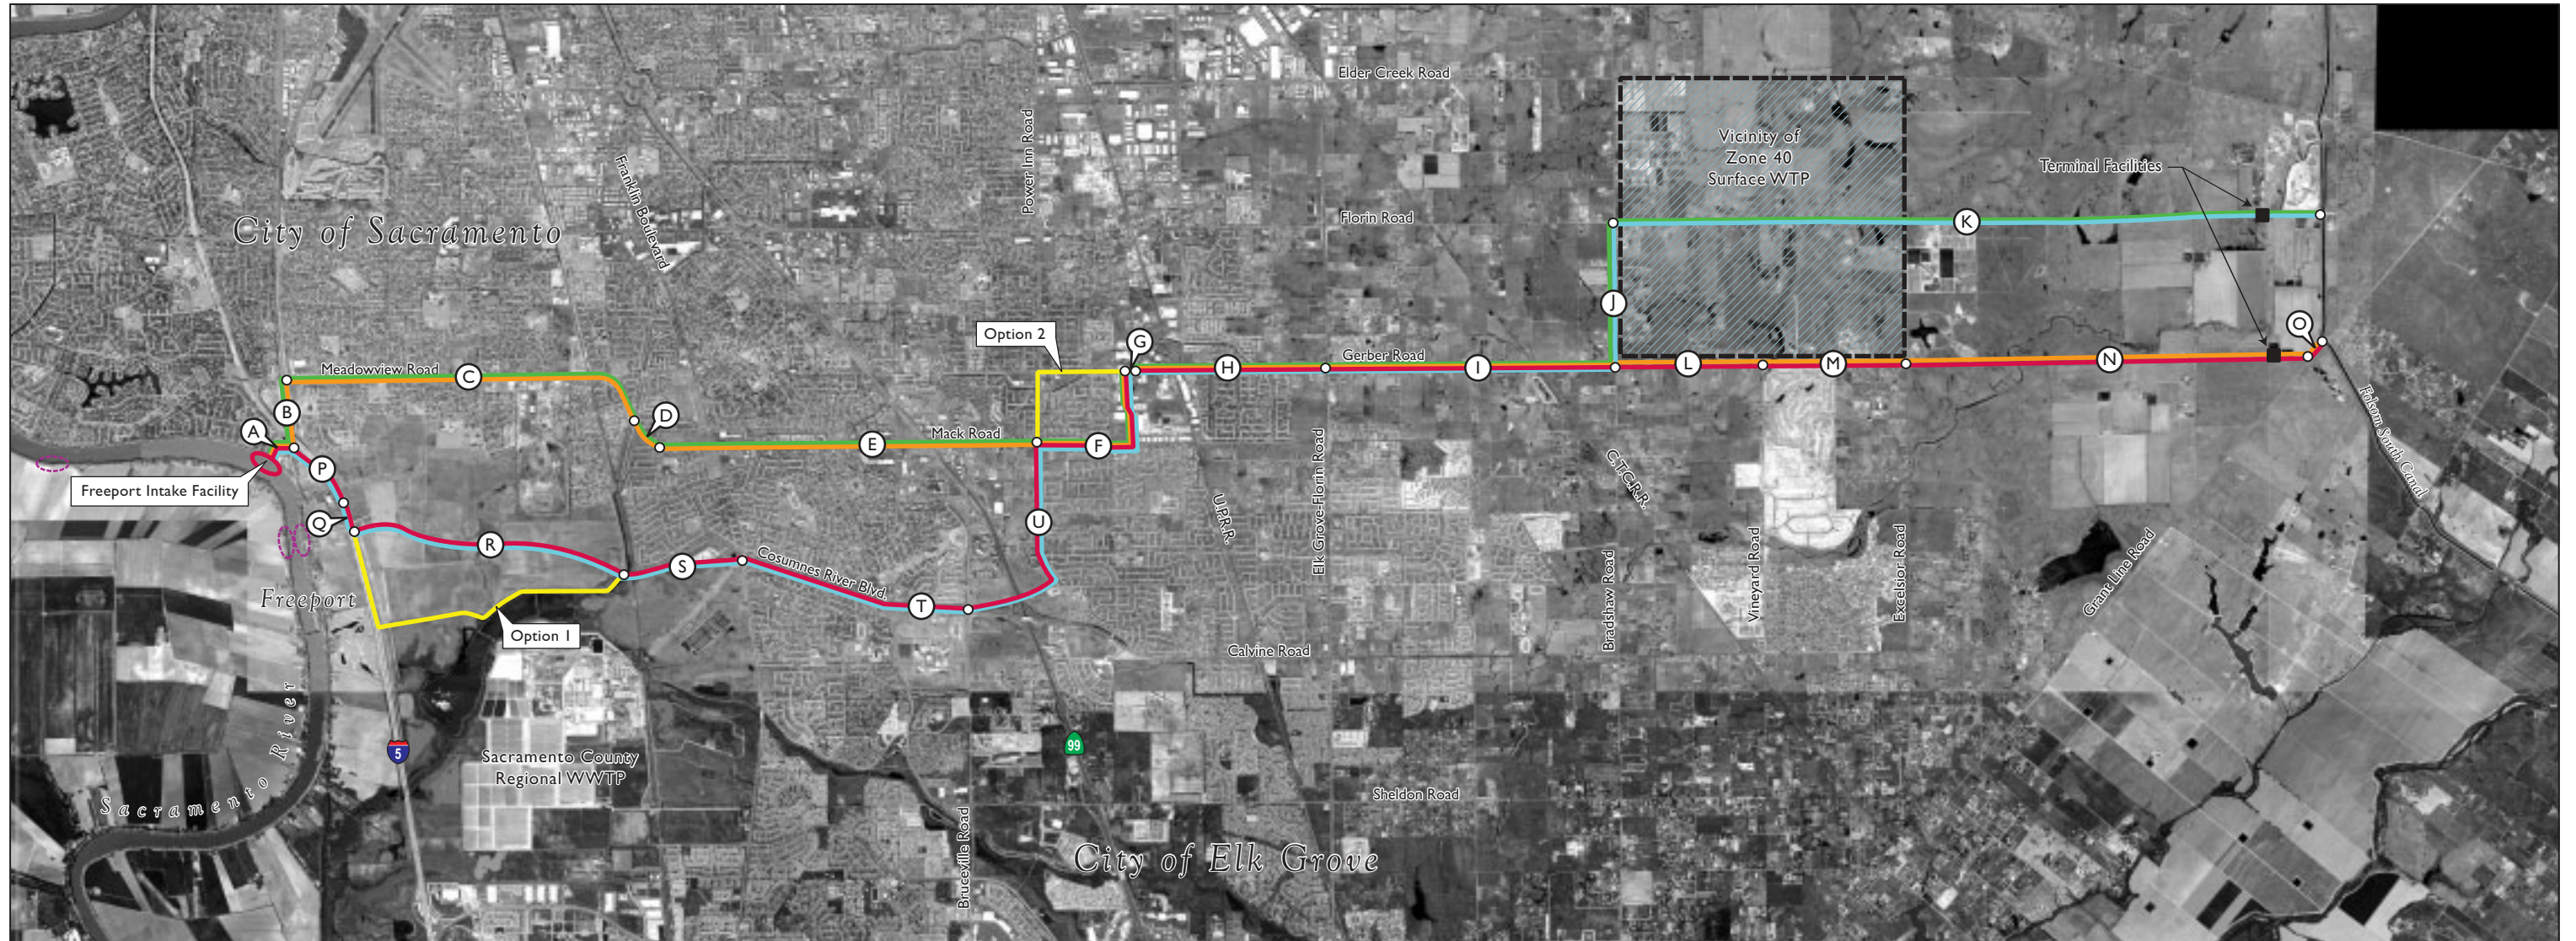 Elder Creek Road
Power Inn Road
Vicinity of
Zone 40
Surface WTP
Terminal Facilities
Franklin Boulevard
City of Sacramento
Florin Road
K
J
O
Option 2
G
Gerber Road
Meadowview Road
C
H
I
L
M
N
B
D
A
Mack Road
E
F
P
Freeport Intake Facility
Q
U
R
S
Cosumnes River Blvd.
T
U.P.R.R.
Elk Grove-Florin Road
C.T.C.R.R.
Bradshaw Road
Vineyard Road
Excelsior Road
Grant Line Road
Folsom South Canal
Freeport
Option 1
Calvine Road
Sacramento River
5
99
Sacramento County
Regional WWTP
Sheldon Road
Bruceville Road
City of Elk Grove